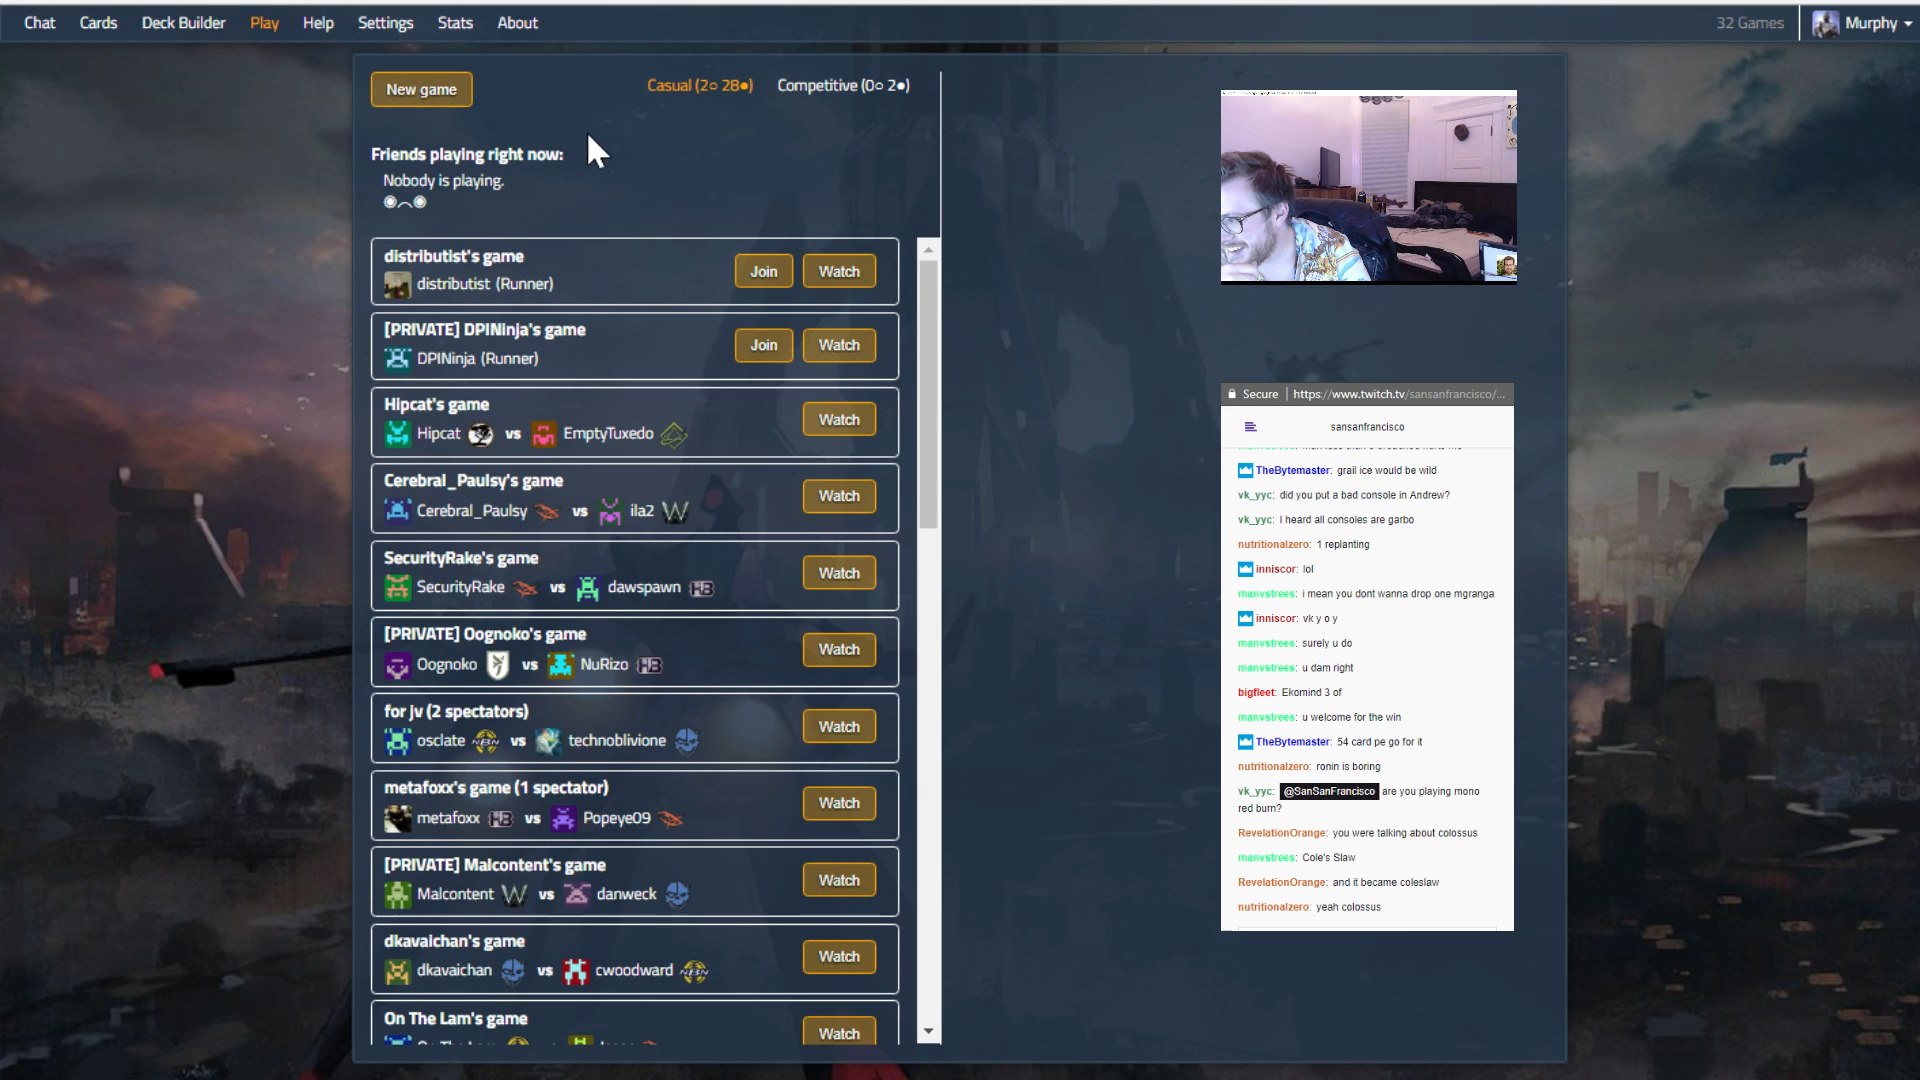 Chat Cards Deck Builder Play Help Settings Stats About 32 Games Murphy
New game Casual (2○ 28●) Competitive (0○ 2●)
Friends playing right now:
Nobody is playing.
distributist's game
distributist (Runner)
Join Watch
[PRIVATE] DPINinja's game
DPINinja (Runner)
Join Watch
Hipcat's game
Hipcat vs EmptyTuxedo
Watch
Cerebral_Paulsy's game
Cerebral_Paulsy vs ila2
Watch
SecurityRake's game
SecurityRake vs dawspawn
Watch
[PRIVATE] Oognoko's game
Oognoko vs NuRizo
Watch
for jv (2 spectators)
osclate vs technoblivione
Watch
metafoxx's game (1 spectator)
metafoxx vs Popeye09
Watch
[PRIVATE] Malcontent's game
Malcontent vs danweck
Watch
dkavaichan's game
dkavaichan vs cwoodward
Watch
On The Lam's game
Watch
Secure | https://www.twitch.tv/sansanfrancisco/...
sansanfrancisco
TheBytemaster: grail ice would be wild
vk_yyc: did you put a bad console in Andrew?
vk_yyc: I heard all consoles are garbo
nutritionalzero: 1 replanting
inniscor: lol
manvstrees: i mean you dont wanna drop one mgranga
inniscor: vk y o y
manvstrees: surely u do
manvstrees: u dam right
bigfleet: Ekomind 3 of
manvstrees: u welcome for the win
TheBytemaster: 54 card pe go for it
nutritionalzero: ronin is boring
vk_yyc: @SanSanFrancisco are you playing mono
red burn?
RevelationOrange: you were talking about colossus
manvstrees: Cole's Slaw
RevelationOrange: and it became coleslaw
nutritionalzero: yeah colossus